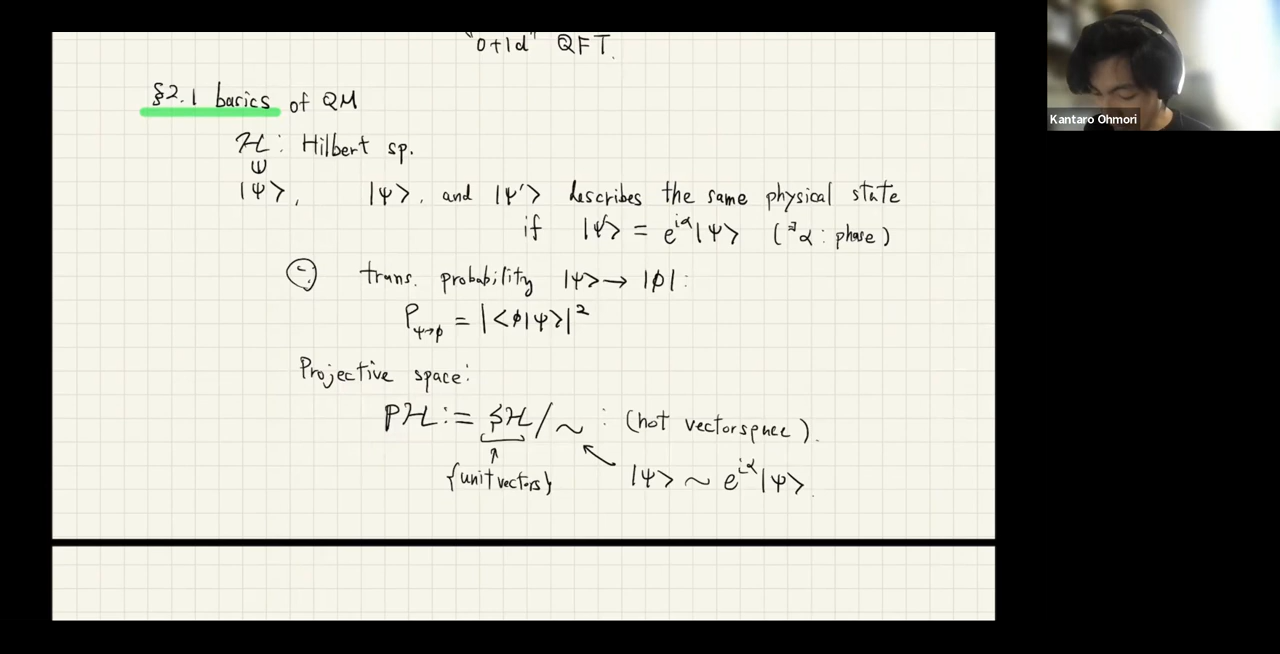 "0+1d" QFT.
§2.1 basics of QM
ℋ : Hilbert sp.
∪
|ψ>, |ψ>, and |ψ'> describes the same physical state
if |ψ'> = e^{iα}|ψ> (∃α : phase)
∵ trans. probability |ψ> → |φ| :
P_{ψ→φ} = |<φ|ψ>|²
Projective space:
Pℋ := Sℋ/∼ : (not vectorspace).
{unit vectors} |ψ> ∼ e^{iα}|ψ>.
Kantaro Ohmori